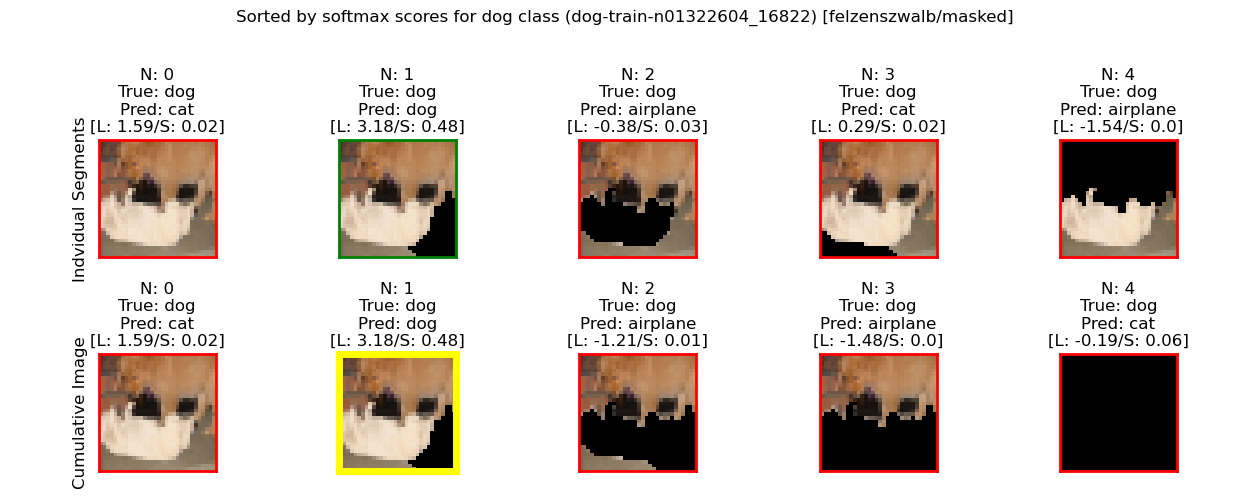 Sorted by softmax scores for dog class (dog-train-n01322604_16822) [felzenszwalb/masked]
Indvidual Segments
N: 0
True: dog
Pred: cat
[L: 1.59/S: 0.02]
N: 1
True: dog
Pred: dog
[L: 3.18/S: 0.48]
N: 2
True: dog
Pred: airplane
[L: -0.38/S: 0.03]
N: 3
True: dog
Pred: cat
[L: 0.29/S: 0.02]
N: 4
True: dog
Pred: airplane
[L: -1.54/S: 0.0]
Cumulative Image
N: 0
True: dog
Pred: cat
[L: 1.59/S: 0.02]
N: 1
True: dog
Pred: dog
[L: 3.18/S: 0.48]
N: 2
True: dog
Pred: airplane
[L: -1.21/S: 0.01]
N: 3
True: dog
Pred: airplane
[L: -1.48/S: 0.0]
N: 4
True: dog
Pred: cat
[L: -0.19/S: 0.06]